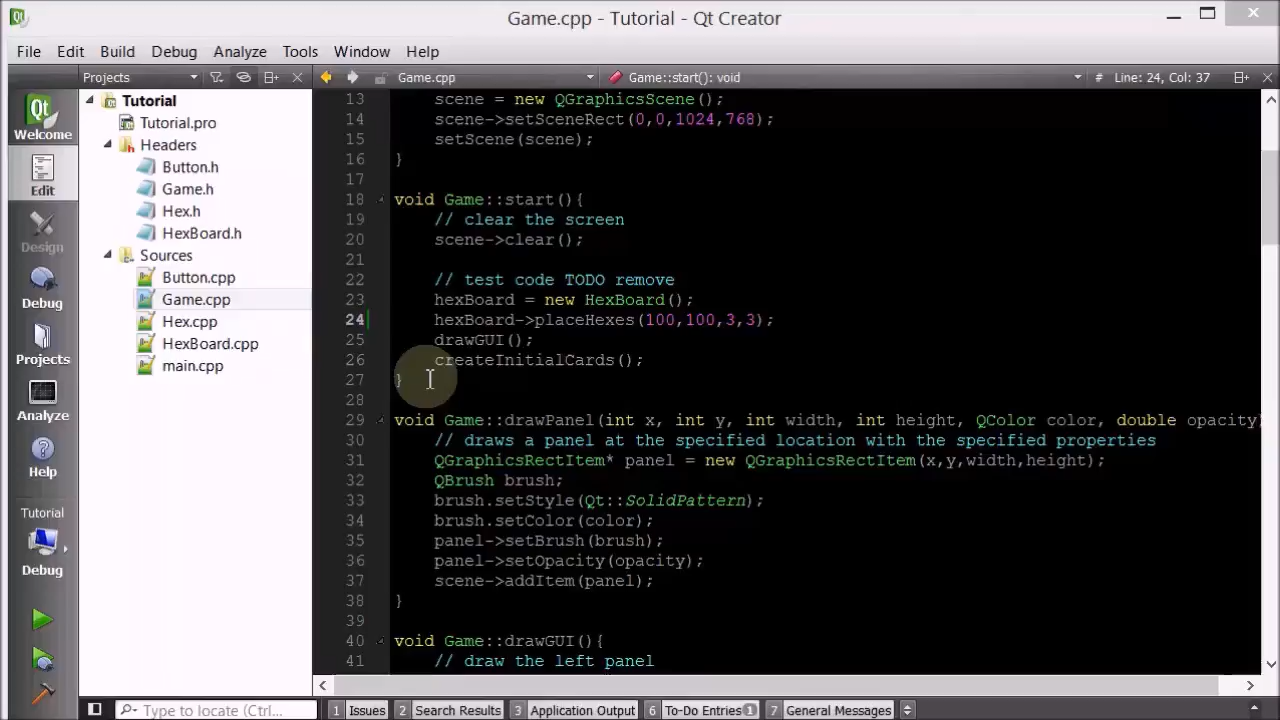 Game.cpp - Tutorial - Qt Creator
File Edit Build Debug Analyze Tools Window Help
Projects
Game.cpp
Game::start(): void
# Line: 24, Col: 37
Qt
Welcome
Edit
Design
Debug
Projects
Analyze
Help
Tutorial
Debug
Tutorial
Tutorial.pro
Headers
Button.h
Game.h
Hex.h
HexBoard.h
Sources
Button.cpp
Game.cpp
Hex.cpp
HexBoard.cpp
main.cpp
13 scene = new QGraphicsScene();
14 scene->setSceneRect(0,0,1024,768);
15 setScene(scene);
16 }
17
18 void Game::start(){
19 // clear the screen
20 scene->clear();
21
22 // test code TODO remove
23 hexBoard = new HexBoard();
24 hexBoard->placeHexes(100,100,3,3);
25 drawGUI();
26 createInitialCards();
27 }
28
29 void Game::drawPanel(int x, int y, int width, int height, QColor color, double opacity)
30 // draws a panel at the specified location with the specified properties
31 QGraphicsRectItem* panel = new QGraphicsRectItem(x,y,width,height);
32 QBrush brush;
33 brush.setStyle(Qt::SolidPattern);
34 brush.setColor(color);
35 panel->setBrush(brush);
36 panel->setOpacity(opacity);
37 scene->addItem(panel);
38 }
39
40 void Game::drawGUI(){
41 // draw the left panel
Type to locate (Ctrl...
1 Issues 2 Search Results 3 Application Output 6 To-Do Entries 1 7 General Messages